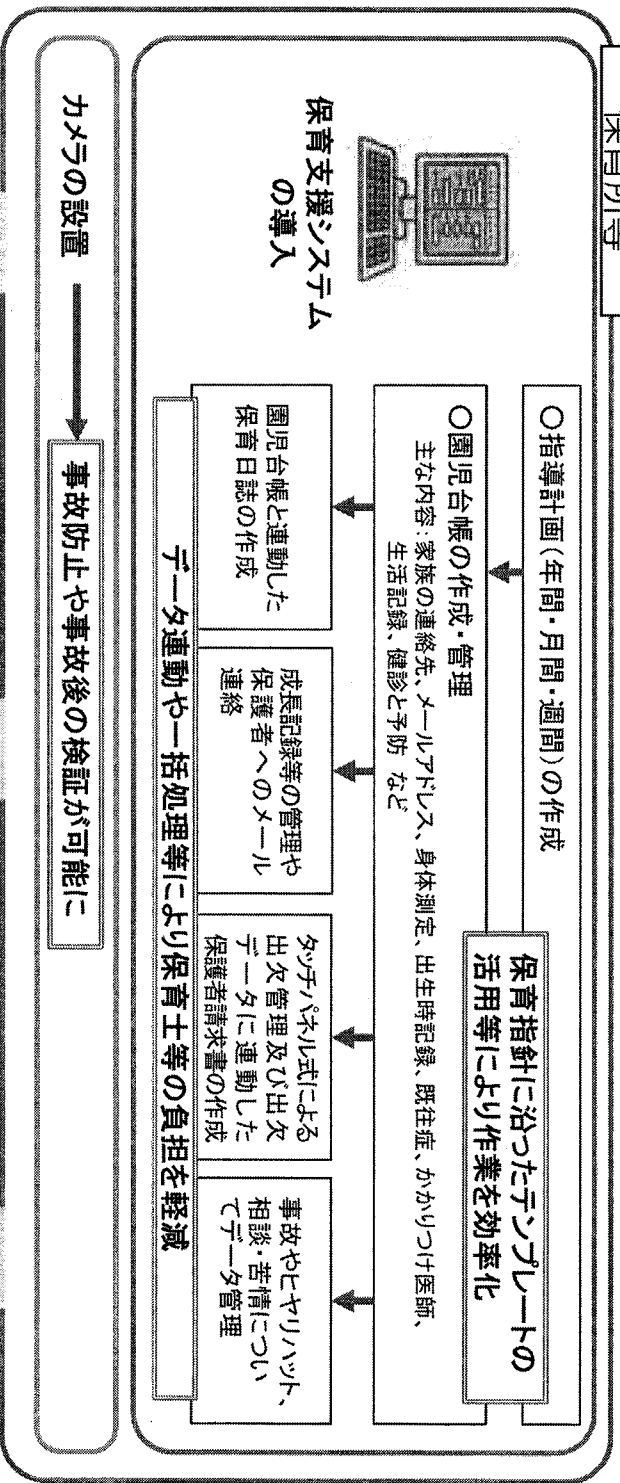 保育所等
保育支援システム
の導入
○指導計画（年間・月間・週間）の作成
保育指針に沿ったテンプレートの
活用等により作業を効率化
○園児台帳の作成・管理
主な内容：家族の連絡先、メールアドレス、身体測定、出生時記録、既往症、かかりつけ医師、
生活記録、健診と予防 など
園児台帳と連動した
保育日誌の作成
成長記録等の管理や
保護者へのメール
連絡
タッチパネル式による
出欠管理及び出欠
データに連動した
保護者請求書の作成
事故やヒヤリハット、
相談・苦情につい
てデータ管理
データ連動や一括処理等により保育士等の負担を軽減
カメラの設置
事故防止や事故後の検証が可能に